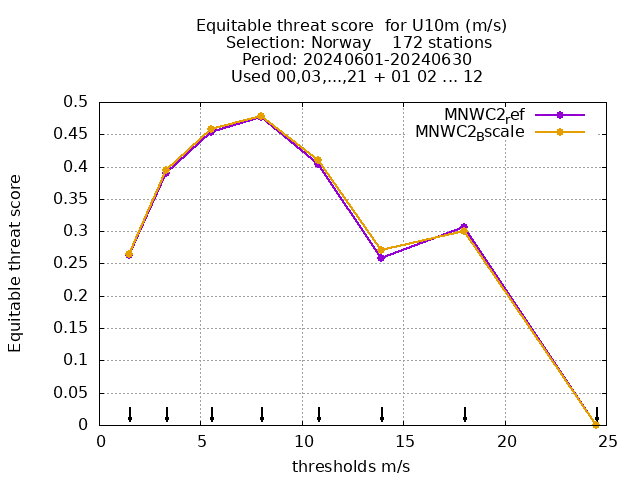 Equitable threat score  for U10m (m/s)
Selection: Norway    172 stations
Period: 20240601-20240630
Used 00,03,...,21 + 01 02 ... 12
MNWC2_ref
MNWC2_Bscale
Equitable threat score
0.5
0.45
0.4
0.35
0.3
0.25
0.2
0.15
0.1
0.05
0
0 5 10 15 20 25
thresholds m/s